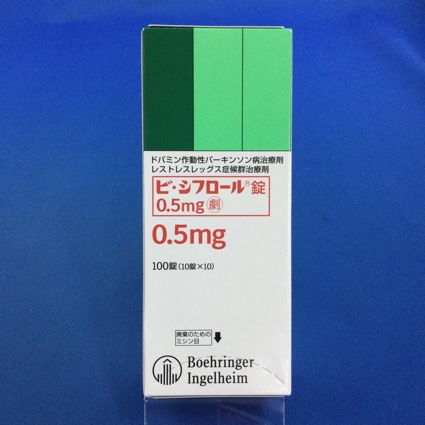 ドパミン作動性パーキンソン病治療剤
レストレスレッグス症候群治療剤
ビ・シフロール®錠
0.5mg 劇
0.5mg
100錠(10錠×10)
廃棄のための
ミシン目
Boehringer
Ingelheim